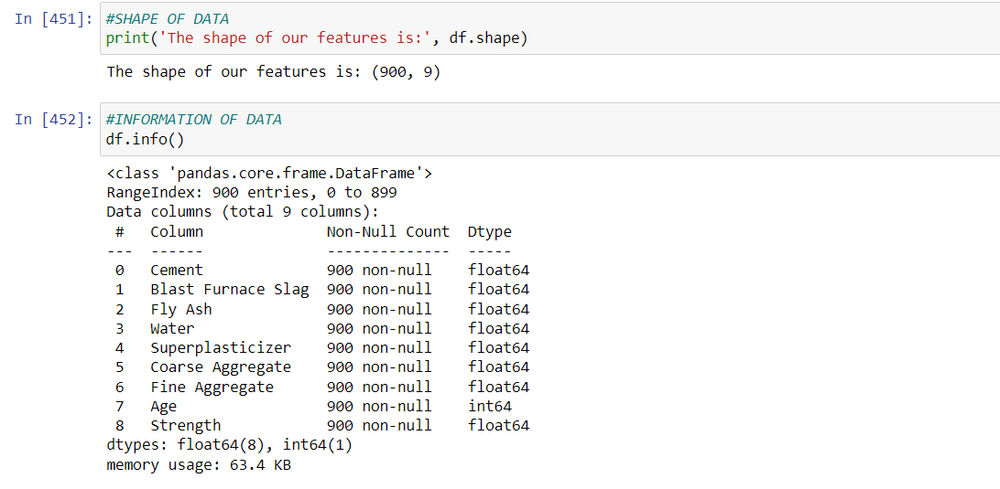 In [451]: #SHAPE OF DATA
print('The shape of our features is:', df.shape)
The shape of our features is: (900, 9)
In [452]: #INFORMATION OF DATA
df.info()
<class 'pandas.core.frame.DataFrame'>
RangeIndex: 900 entries, 0 to 899
Data columns (total 9 columns):
 #   Column              Non-Null Count  Dtype
---  ------              --------------  -----
 0   Cement              900 non-null    float64
 1   Blast Furnace Slag  900 non-null    float64
 2   Fly Ash             900 non-null    float64
 3   Water               900 non-null    float64
 4   Superplasticizer    900 non-null    float64
 5   Coarse Aggregate    900 non-null    float64
 6   Fine Aggregate      900 non-null    float64
 7   Age                 900 non-null    int64
 8   Strength            900 non-null    float64
dtypes: float64(8), int64(1)
memory usage: 63.4 KB